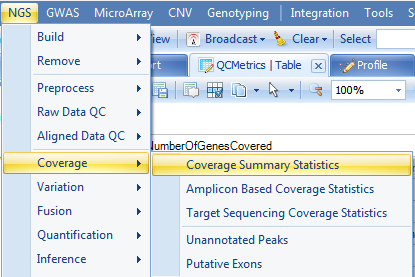 NGS GWAS MicroArray CNV Genotyping Integration Tools S
Build iew Broadcast Clear Select
Remove ort QCMetrics | Table Profile
Preprocess 100%
Raw Data QC
Aligned Data QC NumberOfGenesCovered
Coverage Coverage Summary Statistics
Variation Amplicon Based Coverage Statistics
Fusion Target Sequencing Coverage Statistics
Quantification Unannotated Peaks
Inference Putative Exons